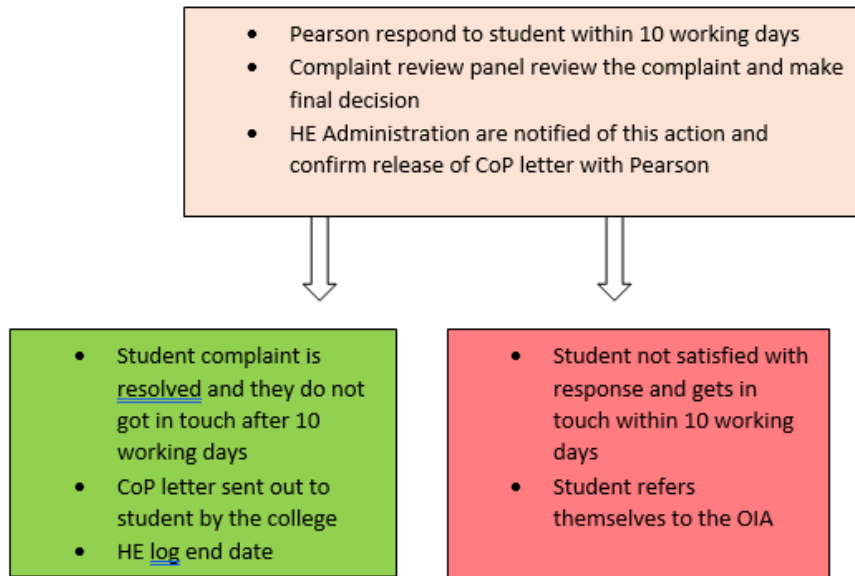 • Pearson respond to student within 10 working days
• Complaint review panel review the complaint and make
final decision
• HE Administration are notified of this action and
confirm release of CoP letter with Pearson
• Student complaint is
resolved and they do not
got in touch after 10
working days
• CoP letter sent out to
student by the college
• HE log end date
• Student not satisfied with
response and gets in
touch within 10 working
days
• Student refers
themselves to the OIA